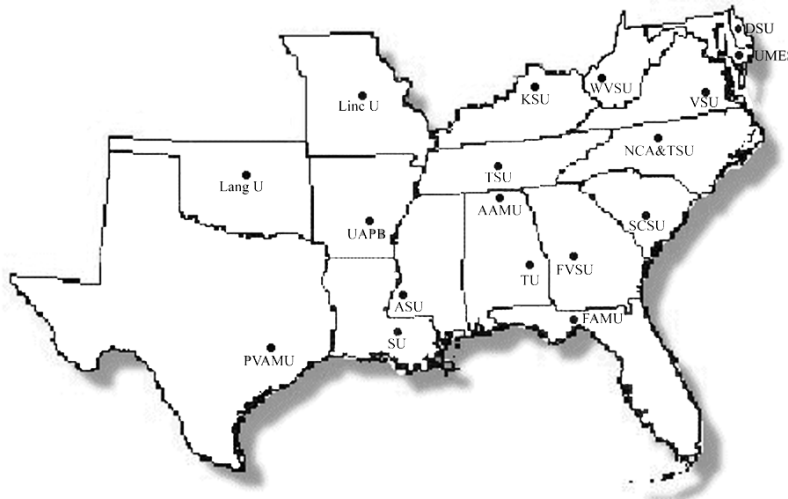 DSU
UMES
WVSU
KSU
VSU
Linc U
NCA&TSU
TSU
Lang U
AAMU
UAPB
SCSU
TU
FVSU
ASU
FAMU
SU
PVAMU